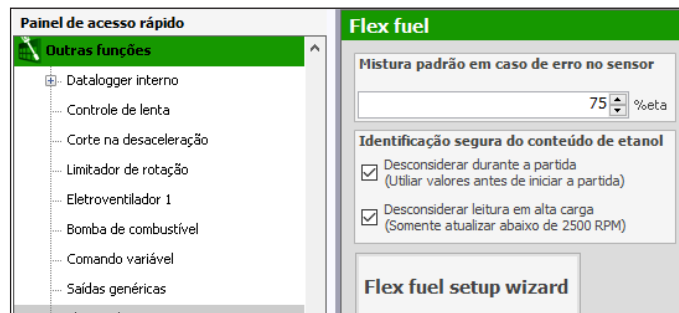 Painel de acesso rápido
Outras funções
Datalogger interno
Controle de lenta
Corte na desaceleração
Limitador de rotação
Eletroventilador 1
Bomba de combustível
Comando variável
Saídas genéricas
Flex fuel
Mistura padrão em caso de erro no sensor
75 %eta
Identificação segura do conteúdo de etanol
Desconsiderar durante a partida
(Utiliar valores antes de iniciar a partida)
Desconsiderar leitura em alta carga
(Somente atualizar abaixo de 2500 RPM)
Flex fuel setup wizard